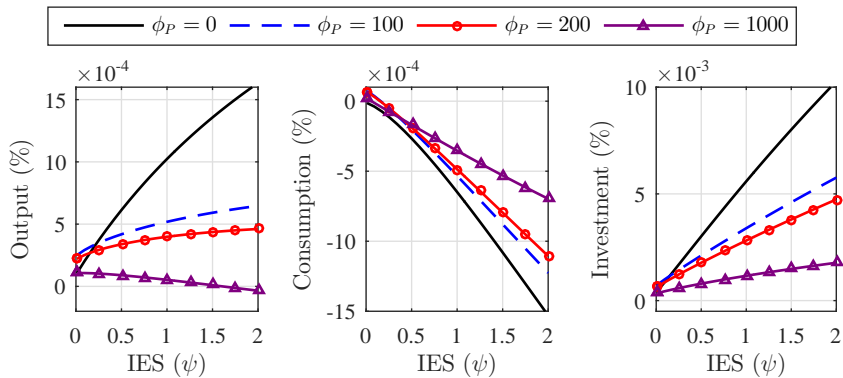 ϕ_P = 0 ϕ_P = 100 ϕ_P = 200 ϕ_P = 1000
×10^-4
15
10
5
0
Output (%)
0 0.5 1 1.5 2
IES (ψ)
×10^-4
0
-5
-10
-15
Consumption (%)
0 0.5 1 1.5 2
IES (ψ)
×10^-3
10
5
0
Investment (%)
0 0.5 1 1.5 2
IES (ψ)